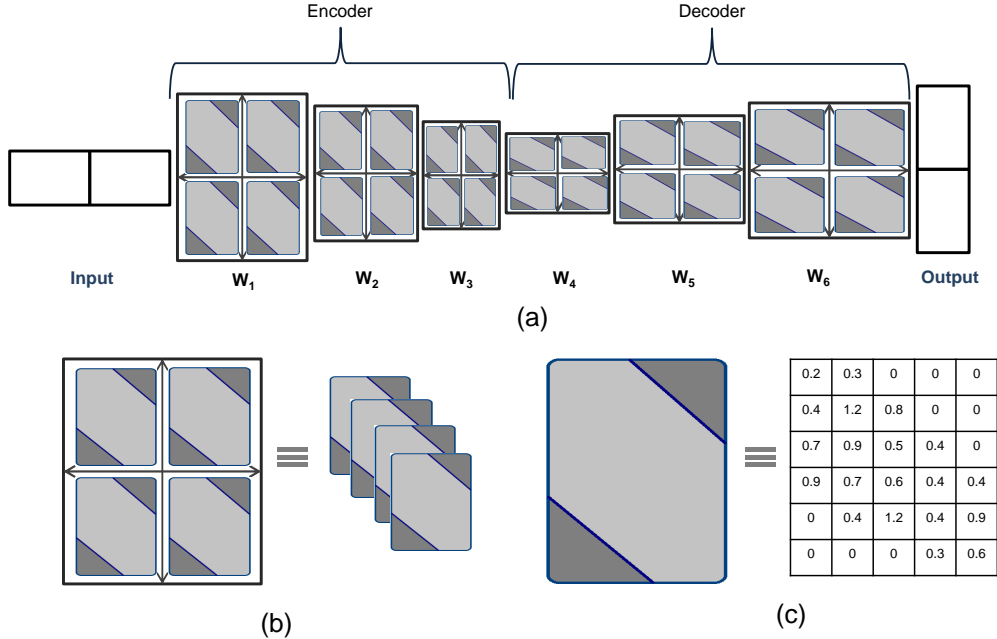 Encoder
Decoder
Input
W₁
W₂
W₃
W₄
W₅
W₆
Output
(a)
0.2 0.3 0 0 0
0.4 1.2 0.8 0 0
0.7 0.9 0.5 0.4 0
0.9 0.7 0.6 0.4 0.4
0 0.4 1.2 0.4 0.9
0 0 0 0.3 0.6
(b)
(c)